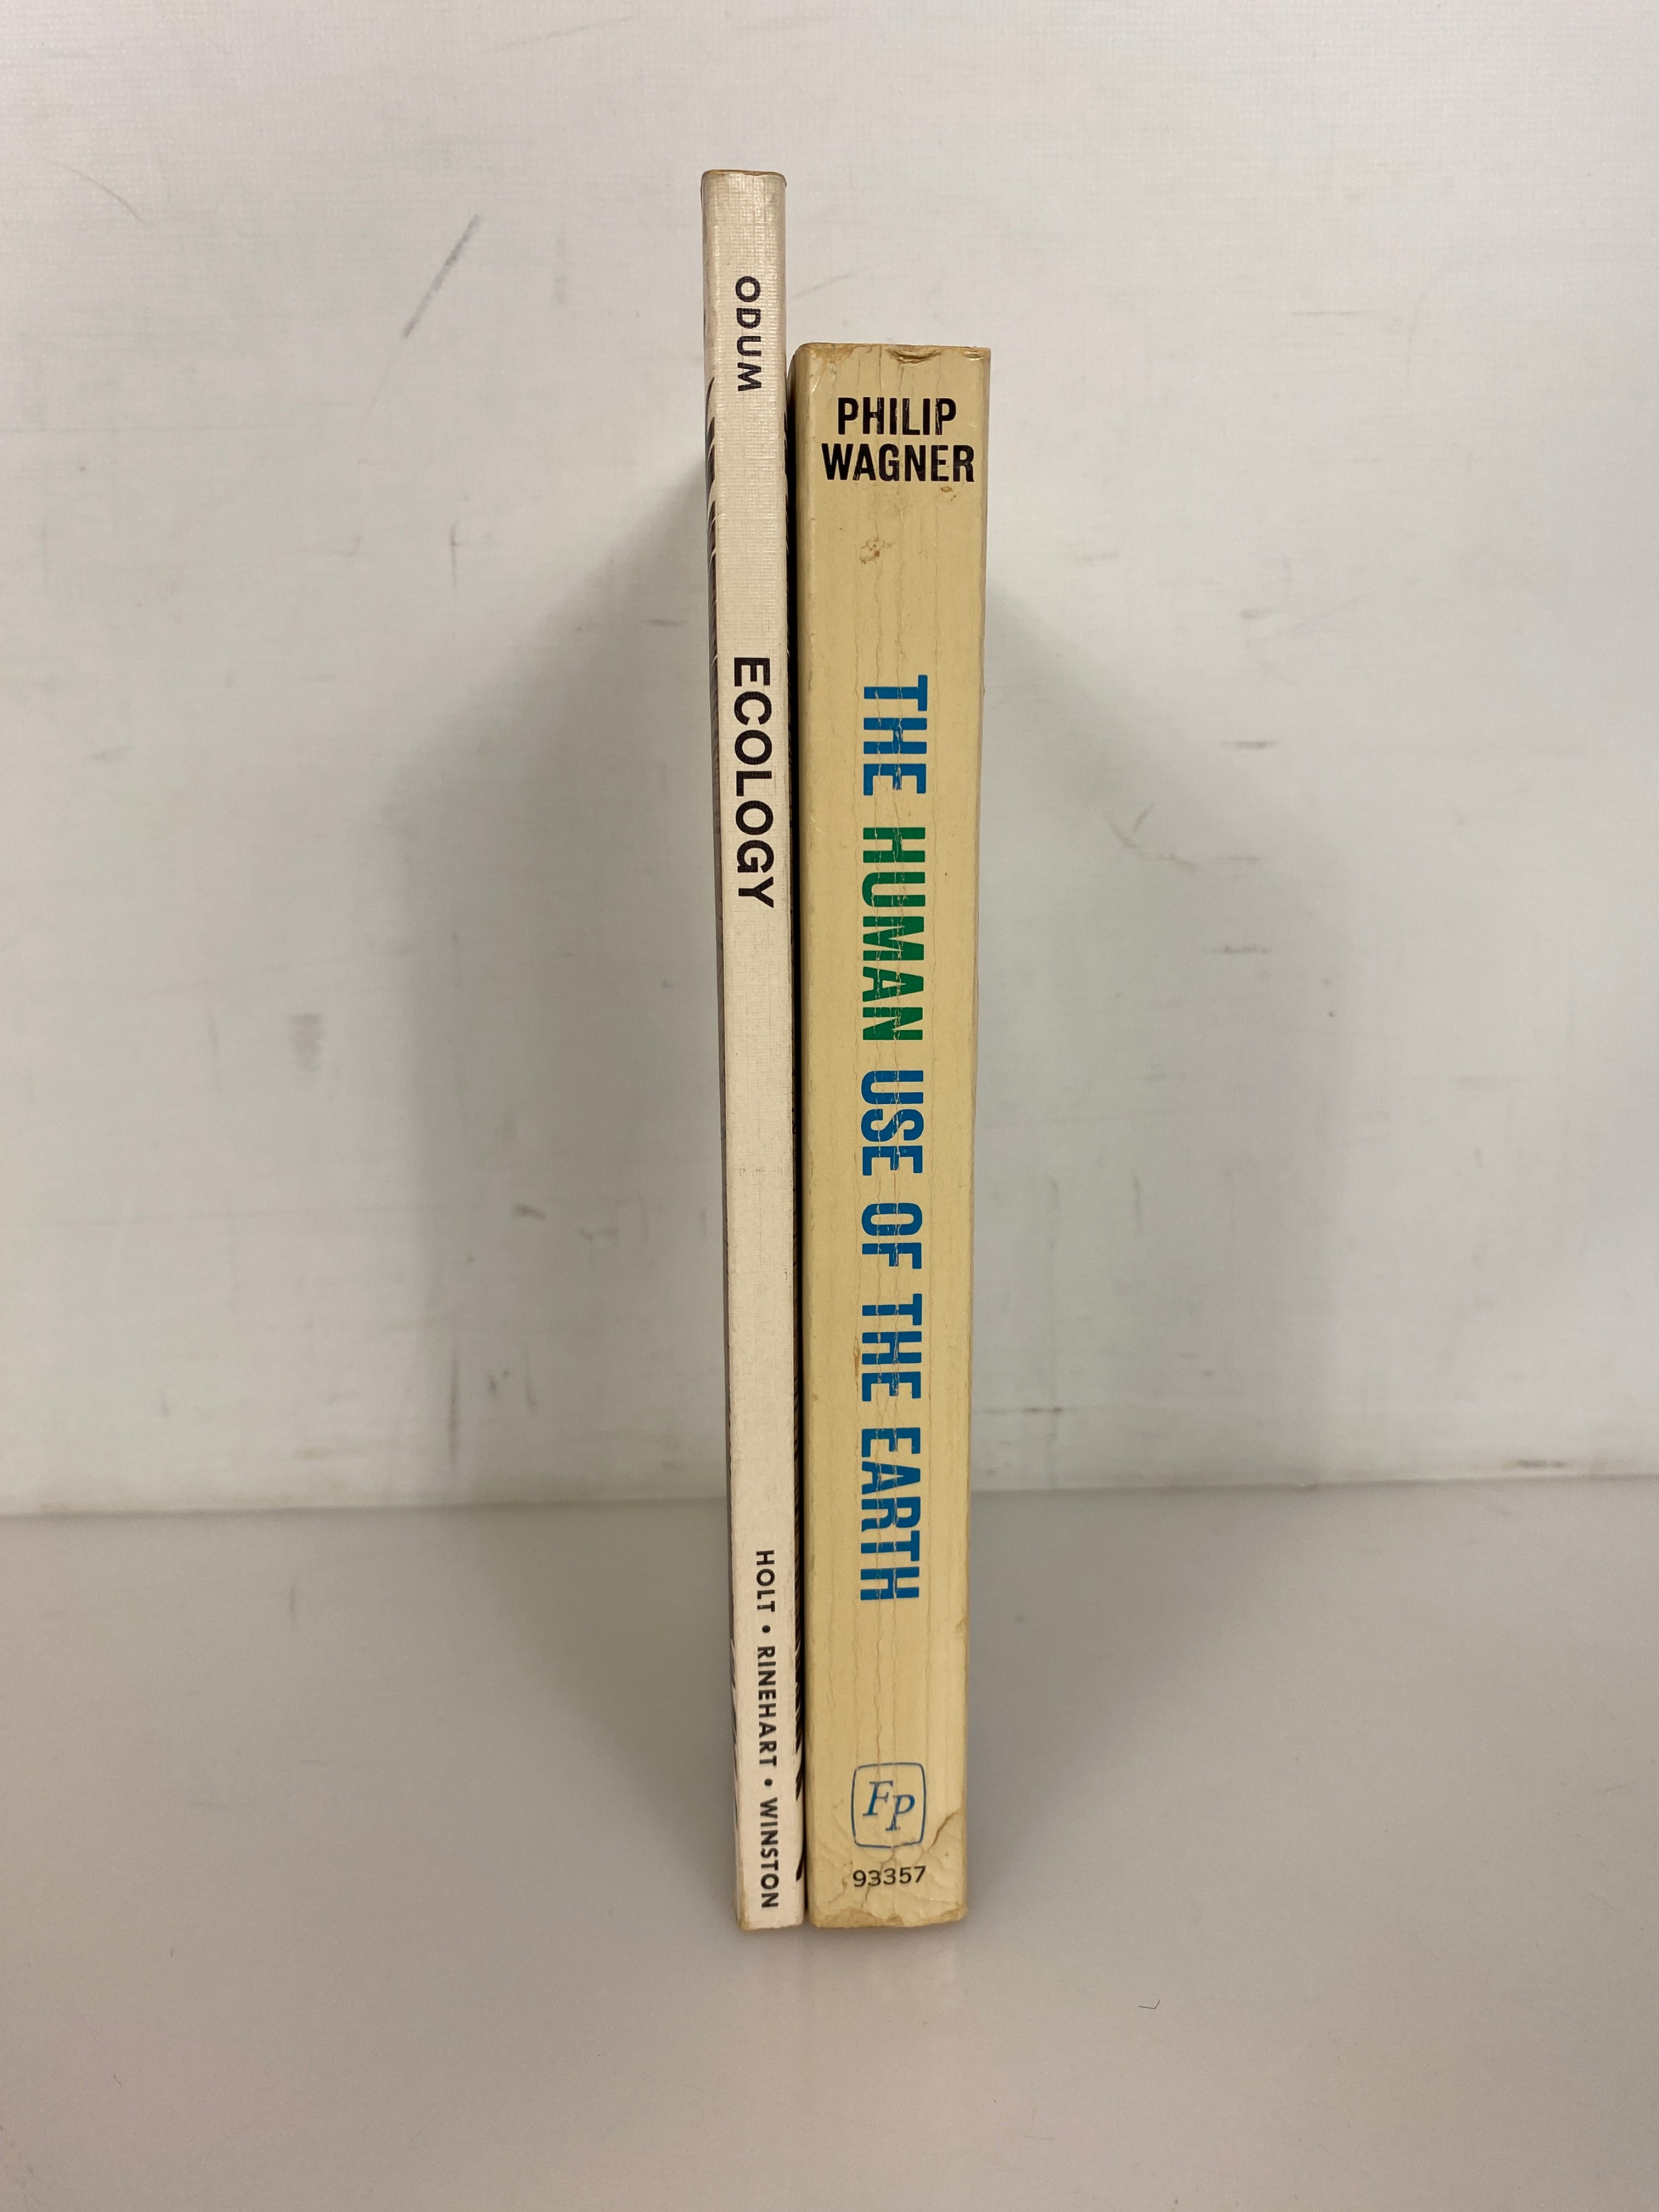 ODUM
ECOLOGY
HOLT • RINEHART • WINSTON
PHILIP
WAGNER
THE HUMAN USE OF THE EARTH
FP
93357